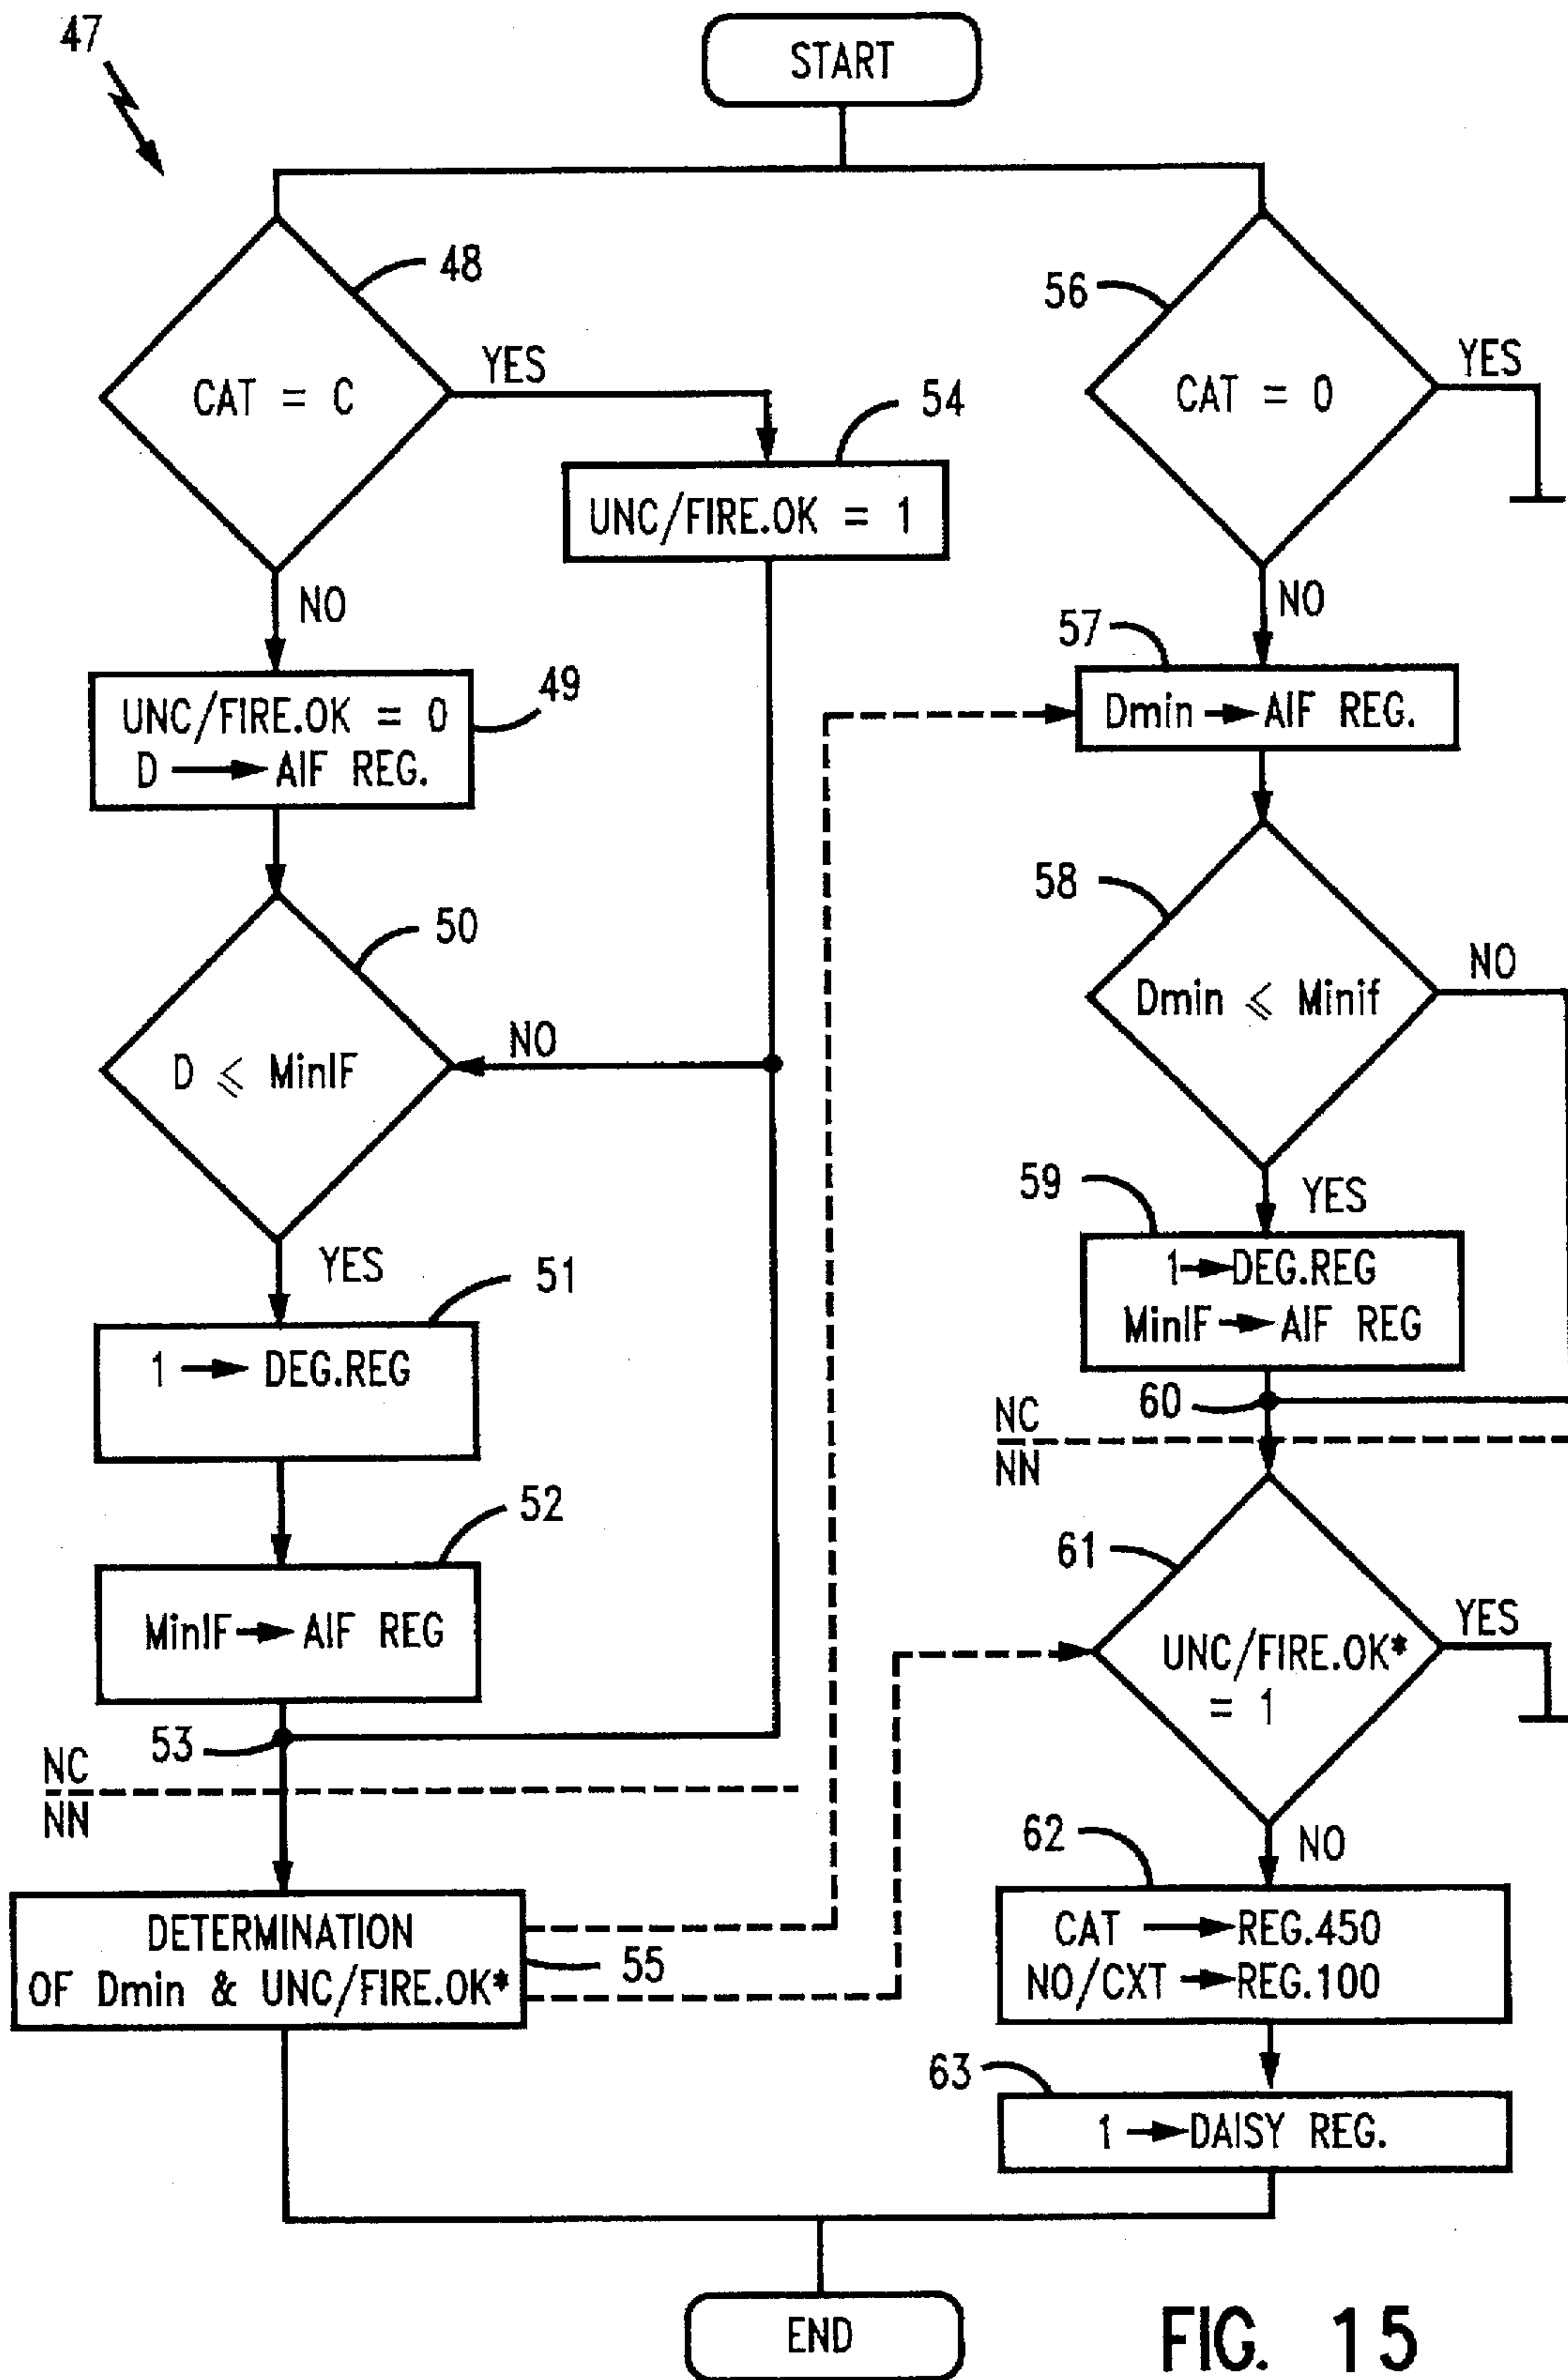 47
START
48
CAT = C
YES
54
UNC/FIRE.OK = 1
NO
49
UNC/FIRE.OK = 0
D → AIF REG.
50
D ⩽ MinIF
NO
YES
51
1 → DEG.REG
52
MinIF → AIF REG
53
NC
NN
DETERMINATION
OF Dmin & UNC/FIRE.OK*
55
56
CAT = 0
YES
NO
57
Dmin → AIF REG.
58
Dmin ⩽ Minif
NO
YES
59
1 → DEG.REG
MinIF → AIF REG
60
NC
NN
61
UNC/FIRE.OK*
= 1
YES
NO
62
CAT → REG.450
NO/CXT → REG.100
63
1 → DAISY REG.
END
FIG. 15